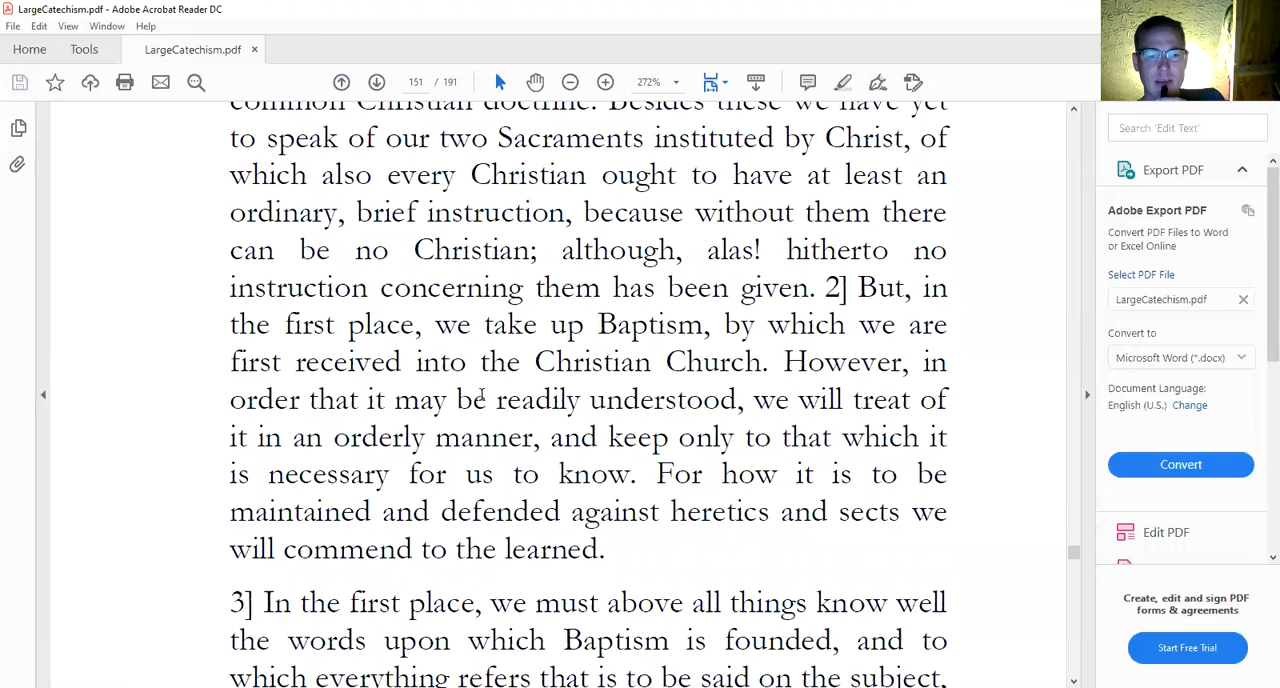 LargeCatechism.pdf - Adobe Acrobat Reader DC
File Edit View Window Help
Home Tools LargeCatechism.pdf ×
151 / 191 272%
common Christian doctrine. Besides these we have yet
to speak of our two Sacraments instituted by Christ, of
which also every Christian ought to have at least an
ordinary, brief instruction, because without them there
can be no Christian; although, alas! hitherto no
instruction concerning them has been given. 2] But, in
the first place, we take up Baptism, by which we are
first received into the Christian Church. However, in
order that it may be readily understood, we will treat of
it in an orderly manner, and keep only to that which it
is necessary for us to know. For how it is to be
maintained and defended against heretics and sects we
will commend to the learned.
3] In the first place, we must above all things know well
the words upon which Baptism is founded, and to
which everything refers that is to be said on the subject,
Search 'Edit Text'
Export PDF
Adobe Export PDF
Convert PDF Files to Word
or Excel Online
Select PDF File
LargeCatechism.pdf
Convert to
Microsoft Word (*.docx)
Document Language:
English (U.S.) Change
Convert
Edit PDF
Create, edit and sign PDF
forms & agreements
Start Free Trial